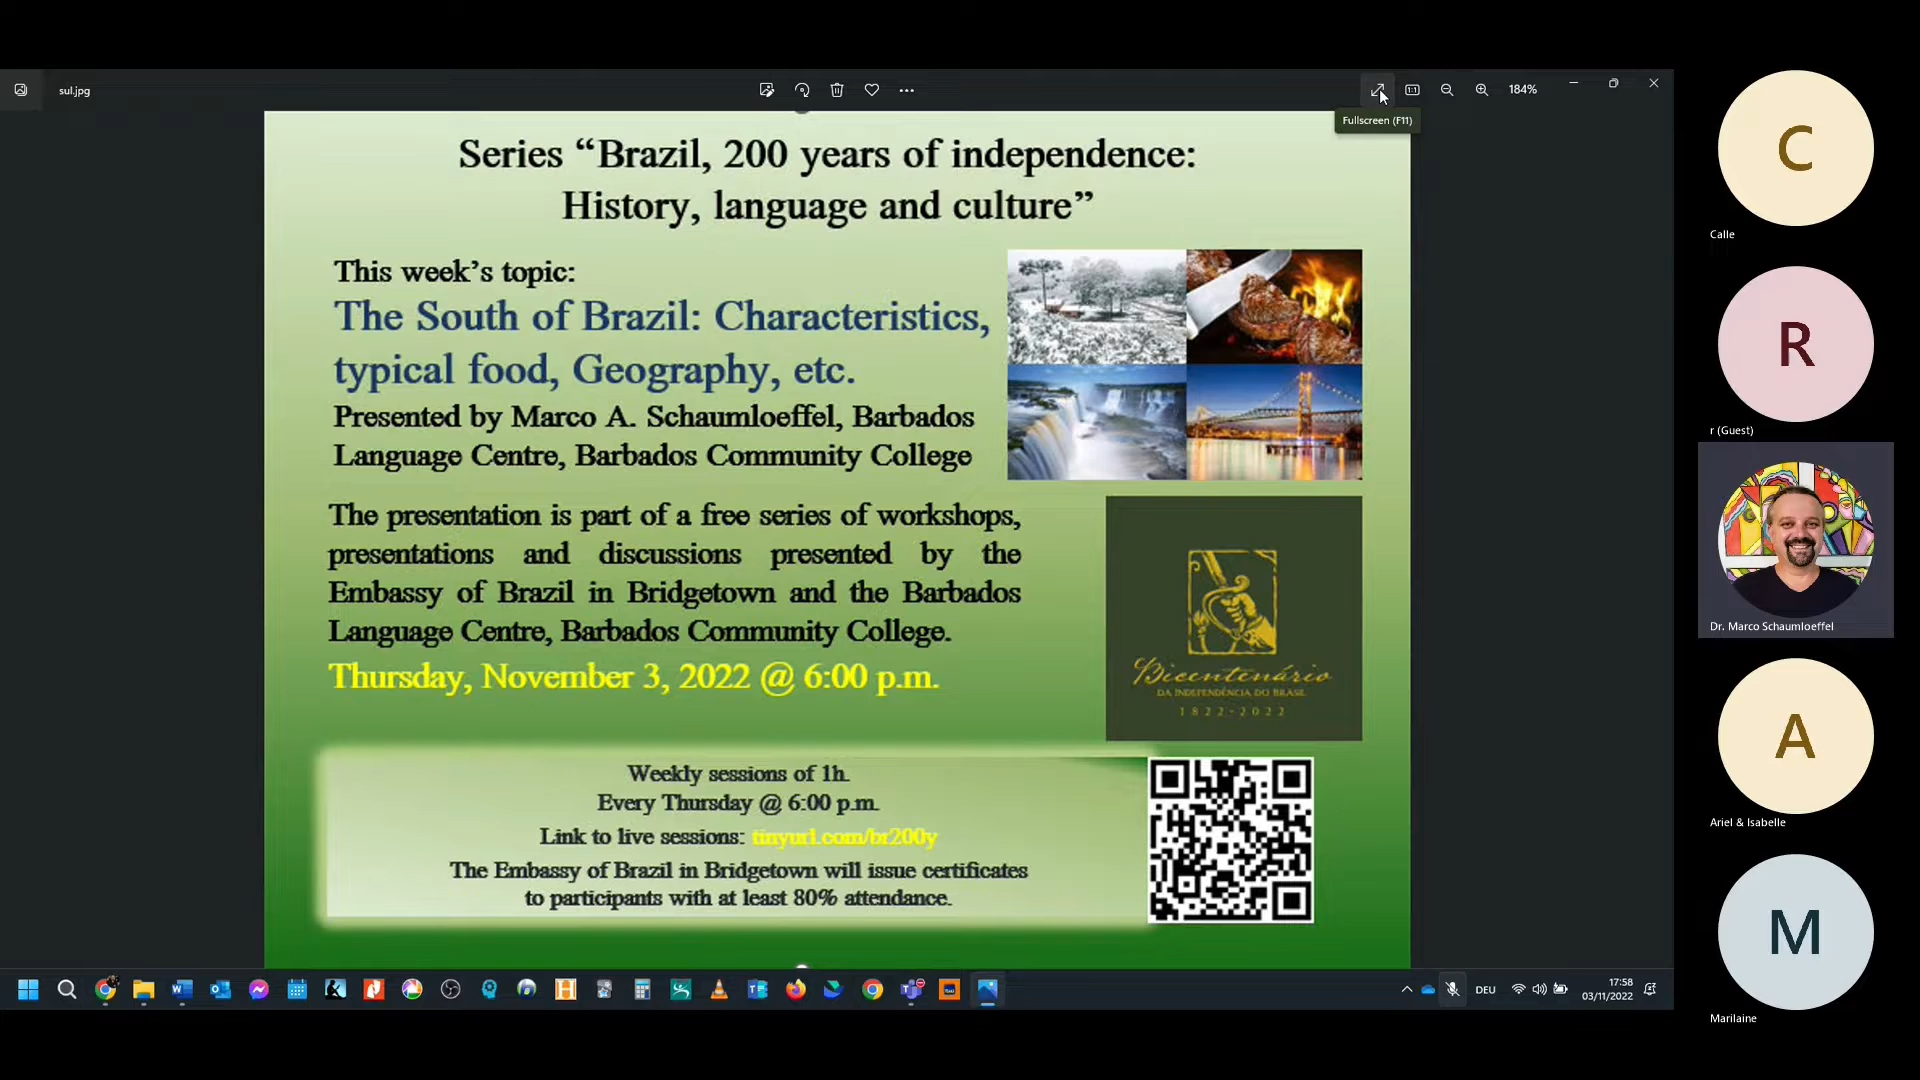 sul.jpg
184%
Fullscreen (F11)
Series “Brazil, 200 years of independence:
History, language and culture”
This week’s topic:
The South of Brazil: Characteristics,
typical food, Geography, etc.
Presented by Marco A. Schaumloeffel, Barbados
Language Centre, Barbados Community College
The presentation is part of a free series of workshops,
presentations and discussions presented by the
Embassy of Brazil in Bridgetown and the Barbados
Language Centre, Barbados Community College.
Thursday, November 3, 2022 @ 6:00 p.m.
Bicentenário
DA INDEPENDÊNCIA DO BRASIL
1822-2022
Weekly sessions of 1h.
Every Thursday @ 6:00 p.m.
Link to live sessions: tinyurl.com/br200y
The Embassy of Brazil in Bridgetown will issue certificates
to participants with at least 80% attendance.
C
Calle
R
r (Guest)
Dr. Marco Schaumloeffel
A
Ariel & Isabelle
M
Marilaine
DEU
17:58
03/11/2022